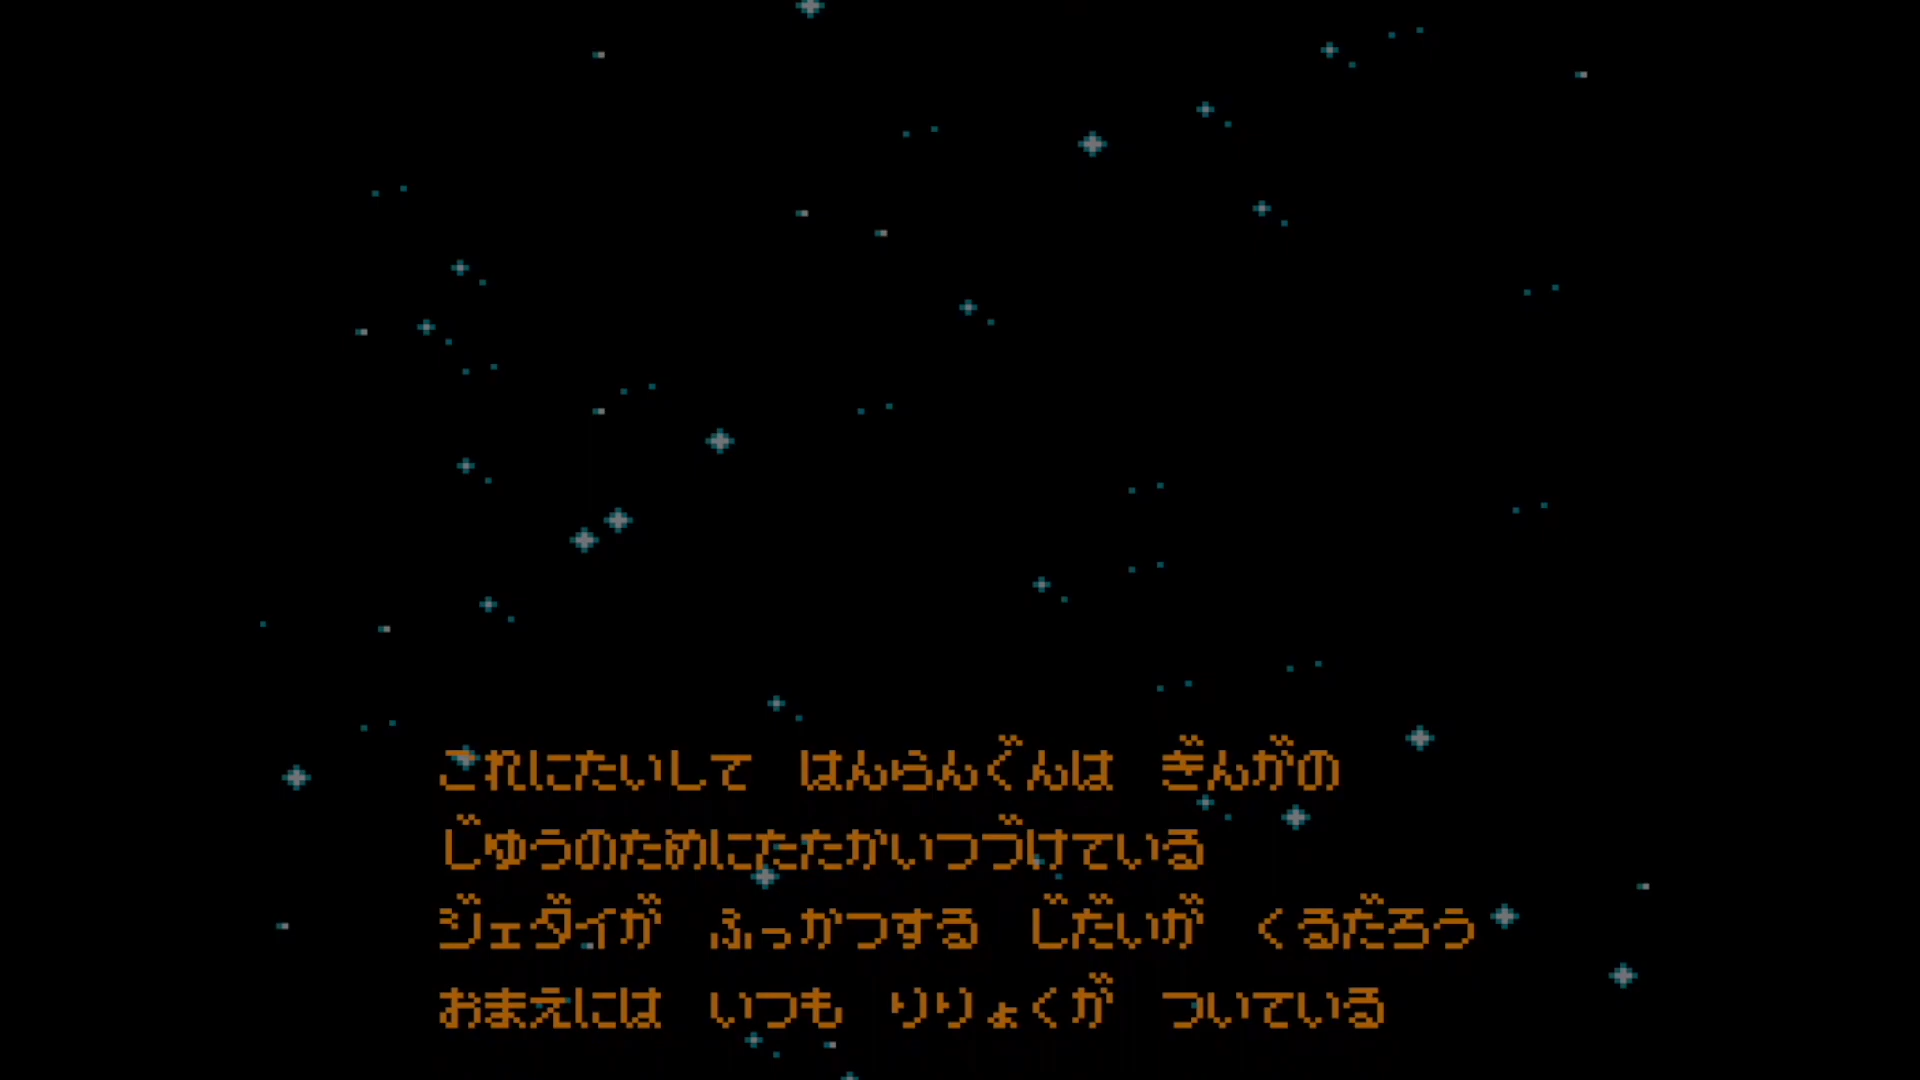 これにたいして　はんらんぐんは　ぎんがの
じゆうのためにたたかいつづけている
ジェダイが　ふっかつする　じだいが　くるだろう
おまえには　いつも　りりょくが　ついている